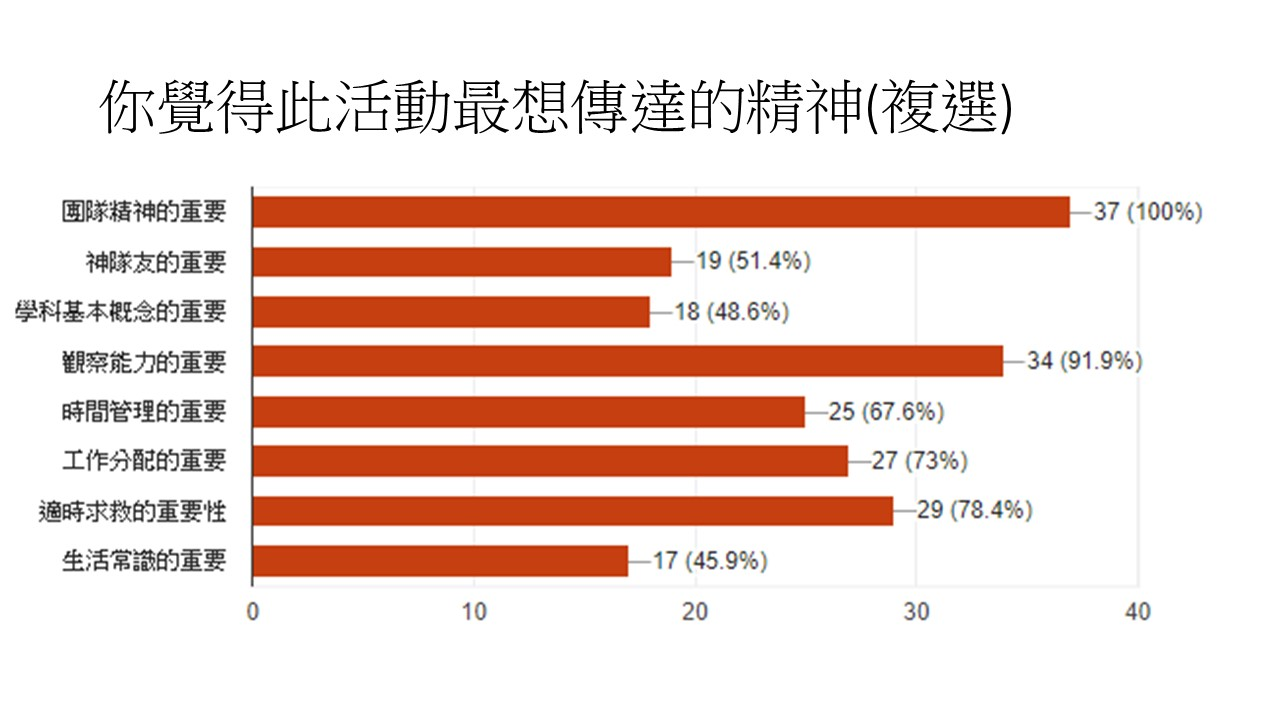 你覺得此活動最想傳達的精神(複選)
團隊精神的重要 37 (100%)
神隊友的重要 19 (51.4%)
學科基本概念的重要 18 (48.6%)
觀察能力的重要 34 (91.9%)
時間管理的重要 25 (67.6%)
工作分配的重要 27 (73%)
適時求救的重要性 29 (78.4%)
生活常識的重要 17 (45.9%)
0 10 20 30 40